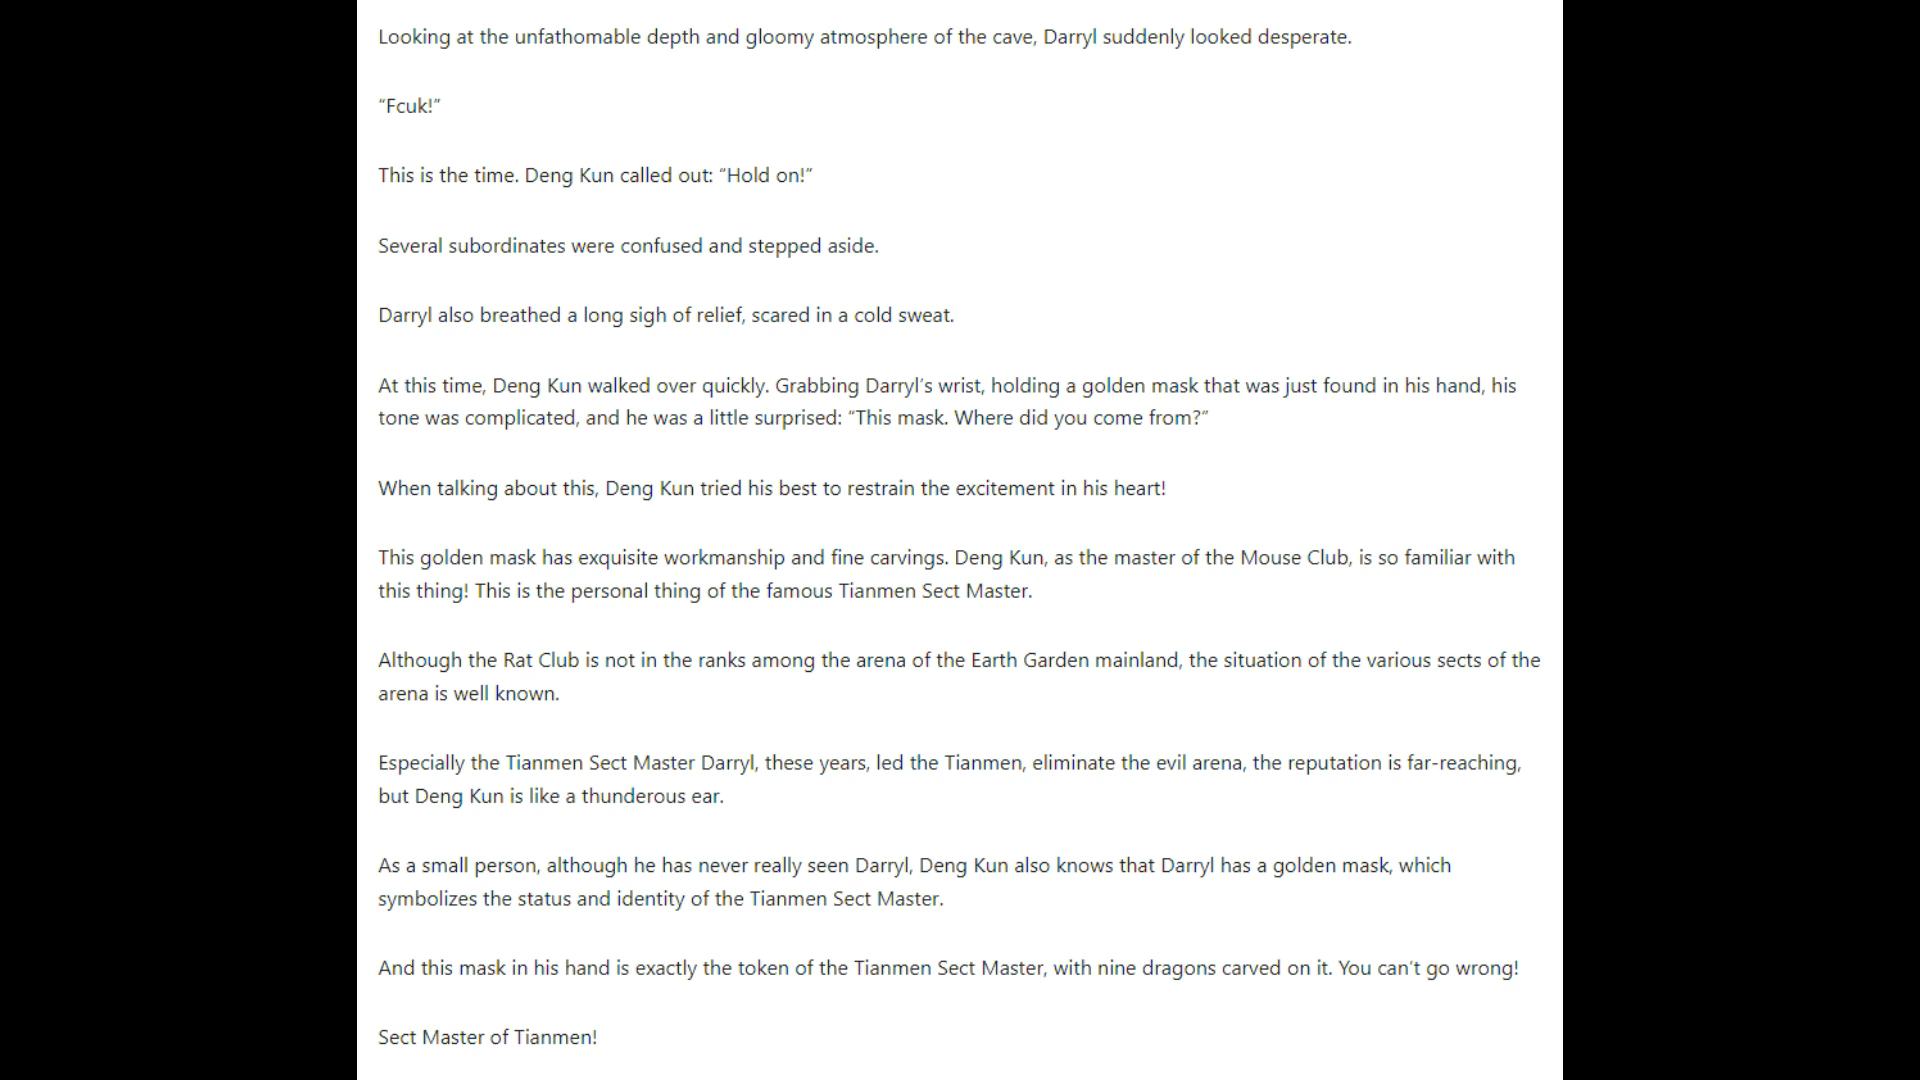 Looking at the unfathomable depth and gloomy atmosphere of the cave, Darryl suddenly looked desperate.
“Fcuk!”
This is the time. Deng Kun called out: “Hold on!”
Several subordinates were confused and stepped aside.
Darryl also breathed a long sigh of relief, scared in a cold sweat.
At this time, Deng Kun walked over quickly. Grabbing Darryl’s wrist, holding a golden mask that was just found in his hand, his
tone was complicated, and he was a little surprised: “This mask. Where did you come from?”
When talking about this, Deng Kun tried his best to restrain the excitement in his heart!
This golden mask has exquisite workmanship and fine carvings. Deng Kun, as the master of the Mouse Club, is so familiar with
this thing! This is the personal thing of the famous Tianmen Sect Master.
Although the Rat Club is not in the ranks among the arena of the Earth Garden mainland, the situation of the various sects of the
arena is well known.
Especially the Tianmen Sect Master Darryl, these years, led the Tianmen, eliminate the evil arena, the reputation is far-reaching,
but Deng Kun is like a thunderous ear.
As a small person, although he has never really seen Darryl, Deng Kun also knows that Darryl has a golden mask, which
symbolizes the status and identity of the Tianmen Sect Master.
And this mask in his hand is exactly the token of the Tianmen Sect Master, with nine dragons carved on it. You can’t go wrong!
Sect Master of Tianmen!